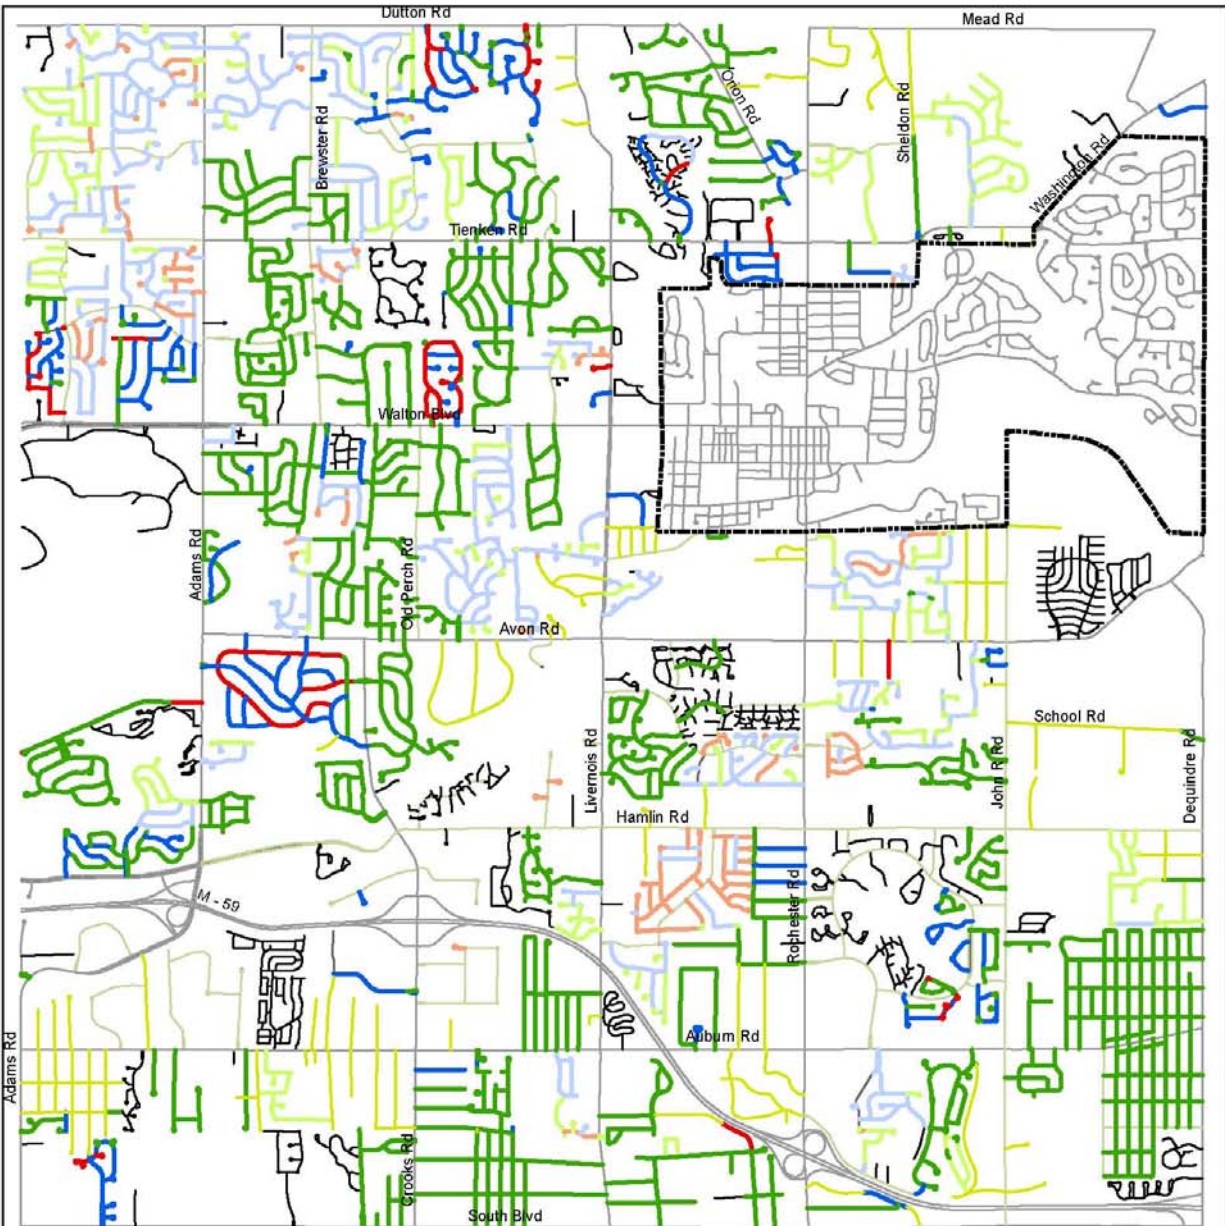 Dutton Rd
Mead Rd
Orion Rd
Sheldon Rd
Brewster Rd
Washington Rd
Tienken Rd
Walton Blvd
Adams Rd
Old Perch Rd
Avon Rd
School Rd
Livernois Rd
John R Rd
Dequindre Rd
Hamlin Rd
M - 59
Rochester Rd
Auburn Rd
Adams Rd
Crooks Rd
South Blvd